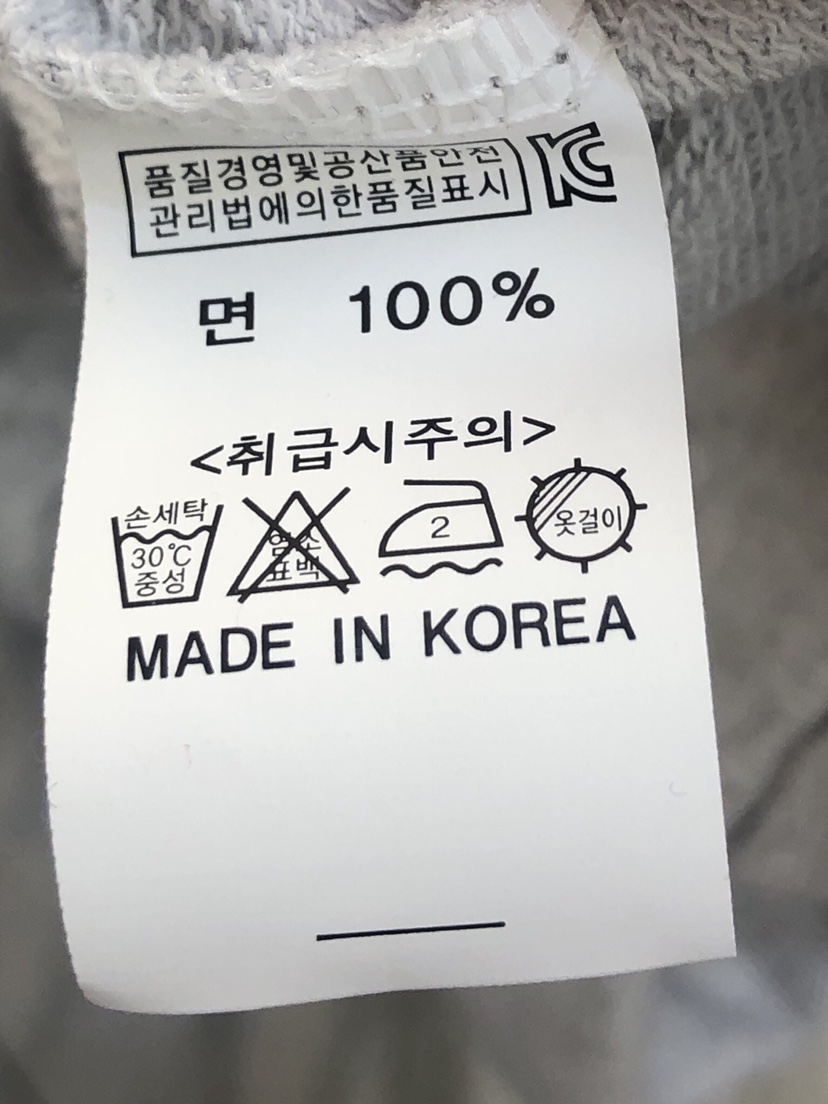 품질경영및공산품안전
관리법에의한품질표시
KC
면 100%
<취급시주의>
손세탁
30℃
중성
염소
표백
2
옷걸이
MADE IN KOREA